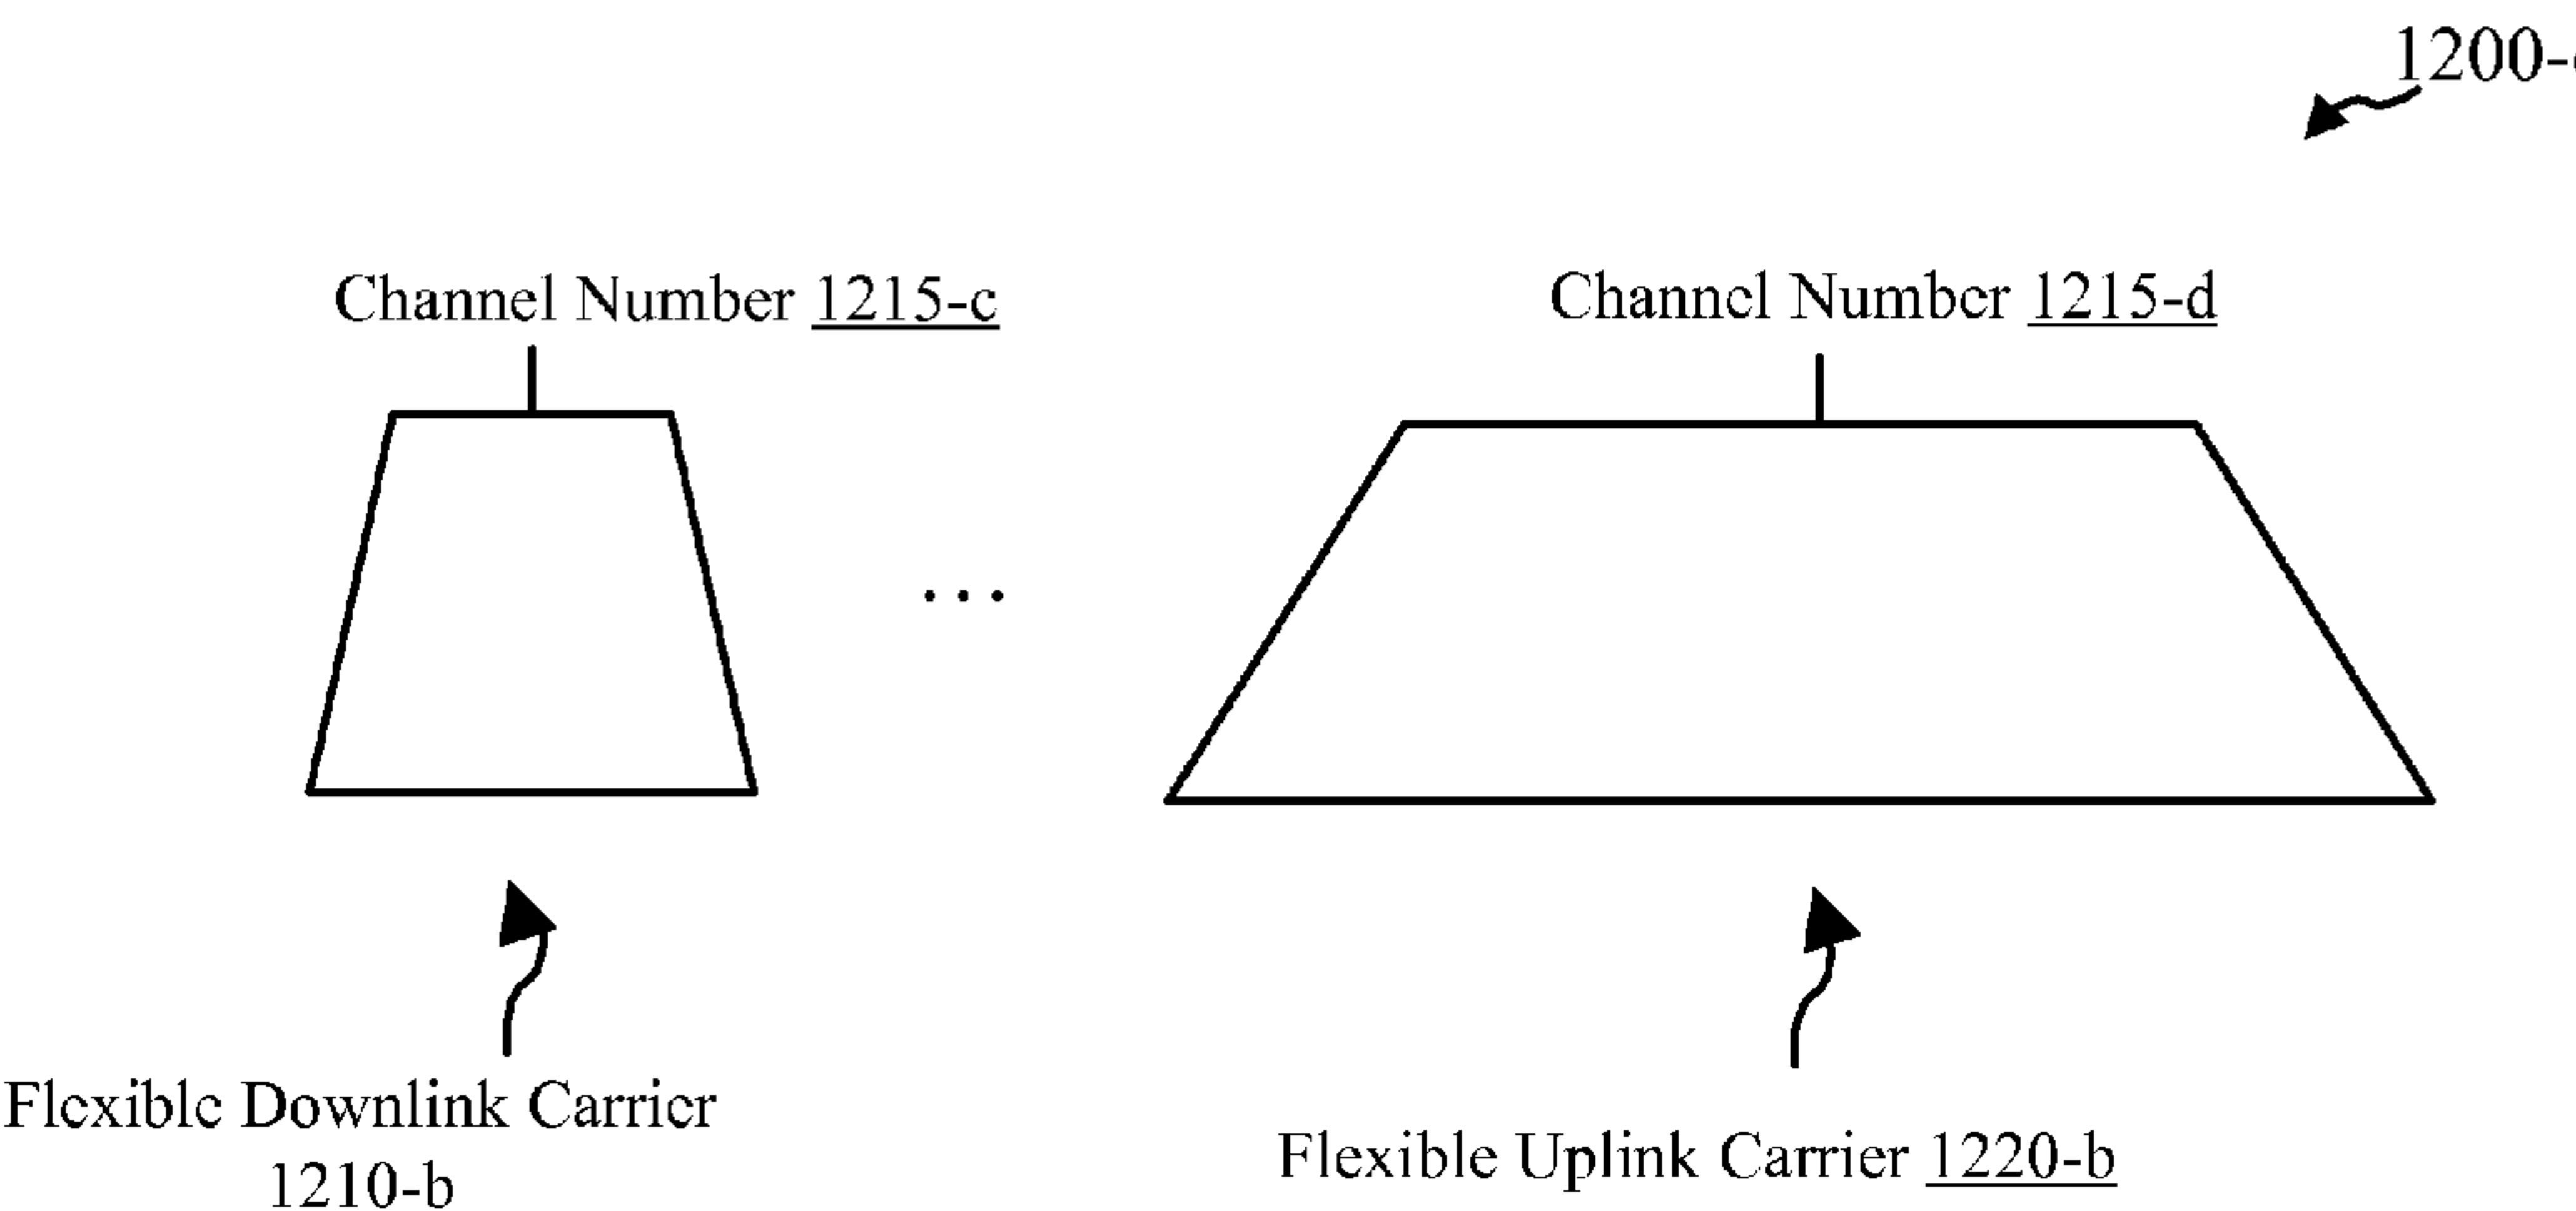 1200-
Channel Number 1215-c
Channel Number 1215-d
...
Flexible Downlink Carrier
1210-b
Flexible Uplink Carrier 1220-b